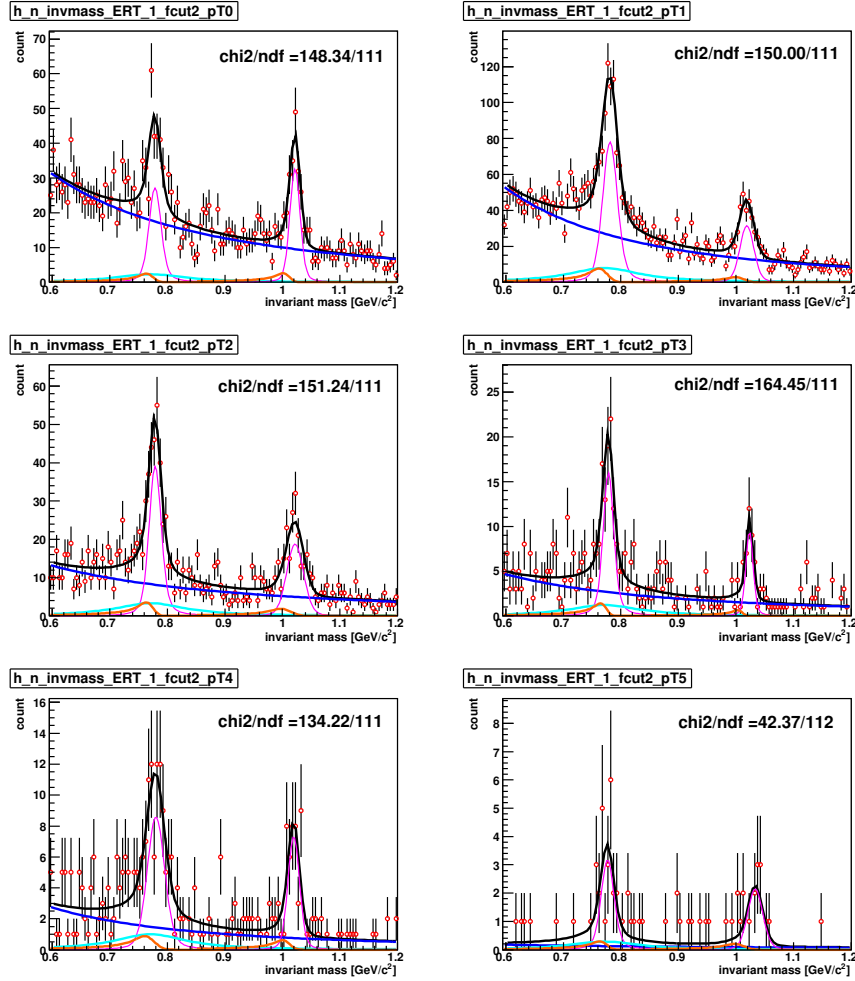 h_n_invmass_ERT_1_fcut2_pT0
count
chi2/ndf =148.34/111
70
60
50
40
30
20
10
0
0.6 0.7 0.8 0.9 1 1.1 1.2
invariant mass [GeV/c²]
h_n_invmass_ERT_1_fcut2_pT1
count
chi2/ndf =150.00/111
120
100
80
60
40
20
0
0.6 0.7 0.8 0.9 1 1.1 1.2
invariant mass [GeV/c²]
h_n_invmass_ERT_1_fcut2_pT2
count
chi2/ndf =151.24/111
60
50
40
30
20
10
0
0.6 0.7 0.8 0.9 1 1.1 1.2
invariant mass [GeV/c²]
h_n_invmass_ERT_1_fcut2_pT3
count
chi2/ndf =164.45/111
25
20
15
10
5
0
0.6 0.7 0.8 0.9 1 1.1 1.2
invariant mass [GeV/c²]
h_n_invmass_ERT_1_fcut2_pT4
count
chi2/ndf =134.22/111
16
14
12
10
8
6
4
2
0
0.6 0.7 0.8 0.9 1 1.1 1.2
invariant mass [GeV/c²]
h_n_invmass_ERT_1_fcut2_pT5
count
chi2/ndf =42.37/112
8
7
6
5
4
3
2
1
0
0.6 0.7 0.8 0.9 1 1.1 1.2
invariant mass [GeV/c²]